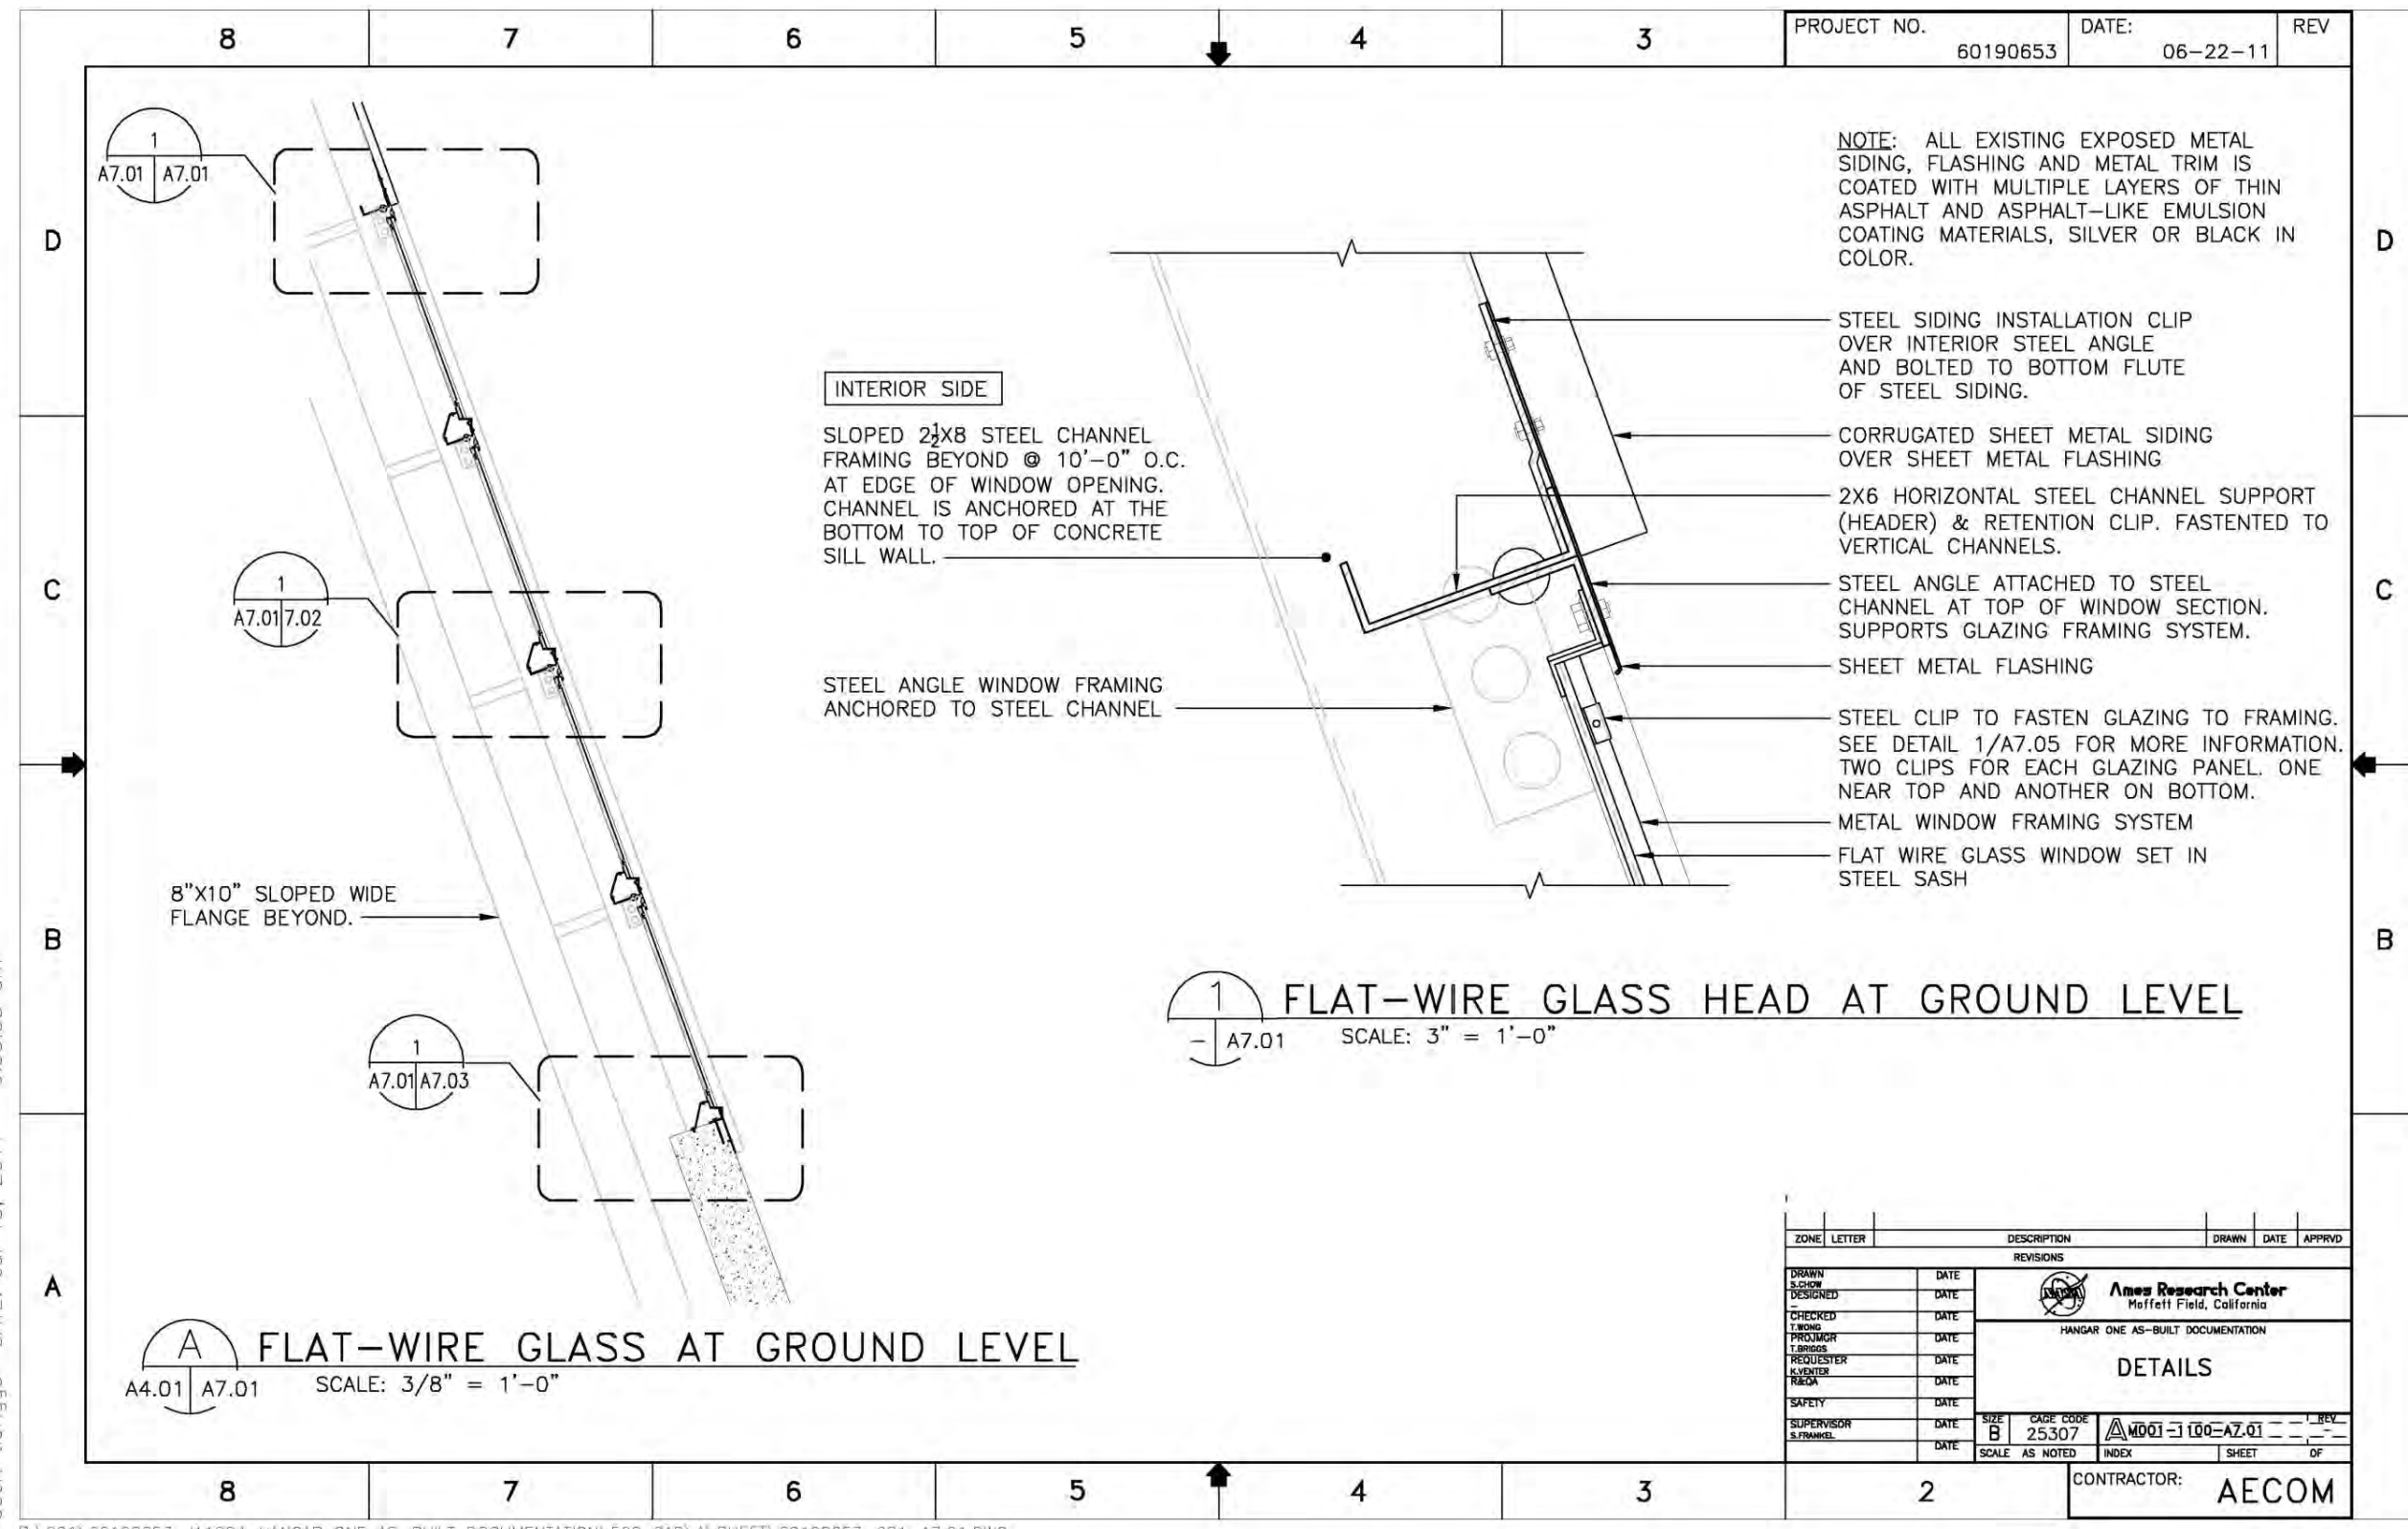 8 7 6 5 4 3
PROJECT NO. DATE: REV
60190653 06-22-11
1
A7.01 A7.01
D D
NOTE: ALL EXISTING EXPOSED METAL
SIDING, FLASHING AND METAL TRIM IS
COATED WITH MULTIPLE LAYERS OF THIN
ASPHALT AND ASPHALT-LIKE EMULSION
COATING MATERIALS, SILVER OR BLACK IN
COLOR.
STEEL SIDING INSTALLATION CLIP
OVER INTERIOR STEEL ANGLE
AND BOLTED TO BOTTOM FLUTE
OF STEEL SIDING.
INTERIOR SIDE
SLOPED 2½X8 STEEL CHANNEL
FRAMING BEYOND @ 10'-0" O.C.
AT EDGE OF WINDOW OPENING.
CHANNEL IS ANCHORED AT THE
BOTTOM TO TOP OF CONCRETE
SILL WALL.
CORRUGATED SHEET METAL SIDING
OVER SHEET METAL FLASHING
2X6 HORIZONTAL STEEL CHANNEL SUPPORT
(HEADER) & RETENTION CLIP. FASTENTED TO
VERTICAL CHANNELS.
C C
1
A7.01 7.02
STEEL ANGLE ATTACHED TO STEEL
CHANNEL AT TOP OF WINDOW SECTION.
SUPPORTS GLAZING FRAMING SYSTEM.
SHEET METAL FLASHING
STEEL ANGLE WINDOW FRAMING
ANCHORED TO STEEL CHANNEL
STEEL CLIP TO FASTEN GLAZING TO FRAMING.
SEE DETAIL 1/A7.05 FOR MORE INFORMATION.
TWO CLIPS FOR EACH GLAZING PANEL. ONE
NEAR TOP AND ANOTHER ON BOTTOM.
METAL WINDOW FRAMING SYSTEM
FLAT WIRE GLASS WINDOW SET IN
STEEL SASH
8"X10" SLOPED WIDE
FLANGE BEYOND.
B B
1
- A7.01
FLAT-WIRE GLASS HEAD AT GROUND LEVEL
SCALE: 3" = 1'-0"
1
A7.01 A7.03
A
A
A4.01 A7.01
FLAT-WIRE GLASS AT GROUND LEVEL
SCALE: 3/8" = 1'-0"
ZONE LETTER DESCRIPTION DRAWN DATE APPRVD
REVISIONS
DRAWN DATE
S.CHOW
DESIGNED DATE
-
CHECKED DATE
T.WONG
PROJMGR DATE
T.BRIGGS
REQUESTER DATE
K.VENTER
R&QA DATE
SAFETY DATE
SUPERVISOR DATE
S.FRANKEL
DATE
NASA
Ames Research Center
Moffett Field, California
HANGAR ONE AS-BUILT DOCUMENTATION
DETAILS
SIZE CAGE CODE REV
B 25307 A M001-1100-A7.01 -
SCALE AS NOTED INDEX SHEET OF
8 7 6 5 4 3 2
CONTRACTOR: AECOM